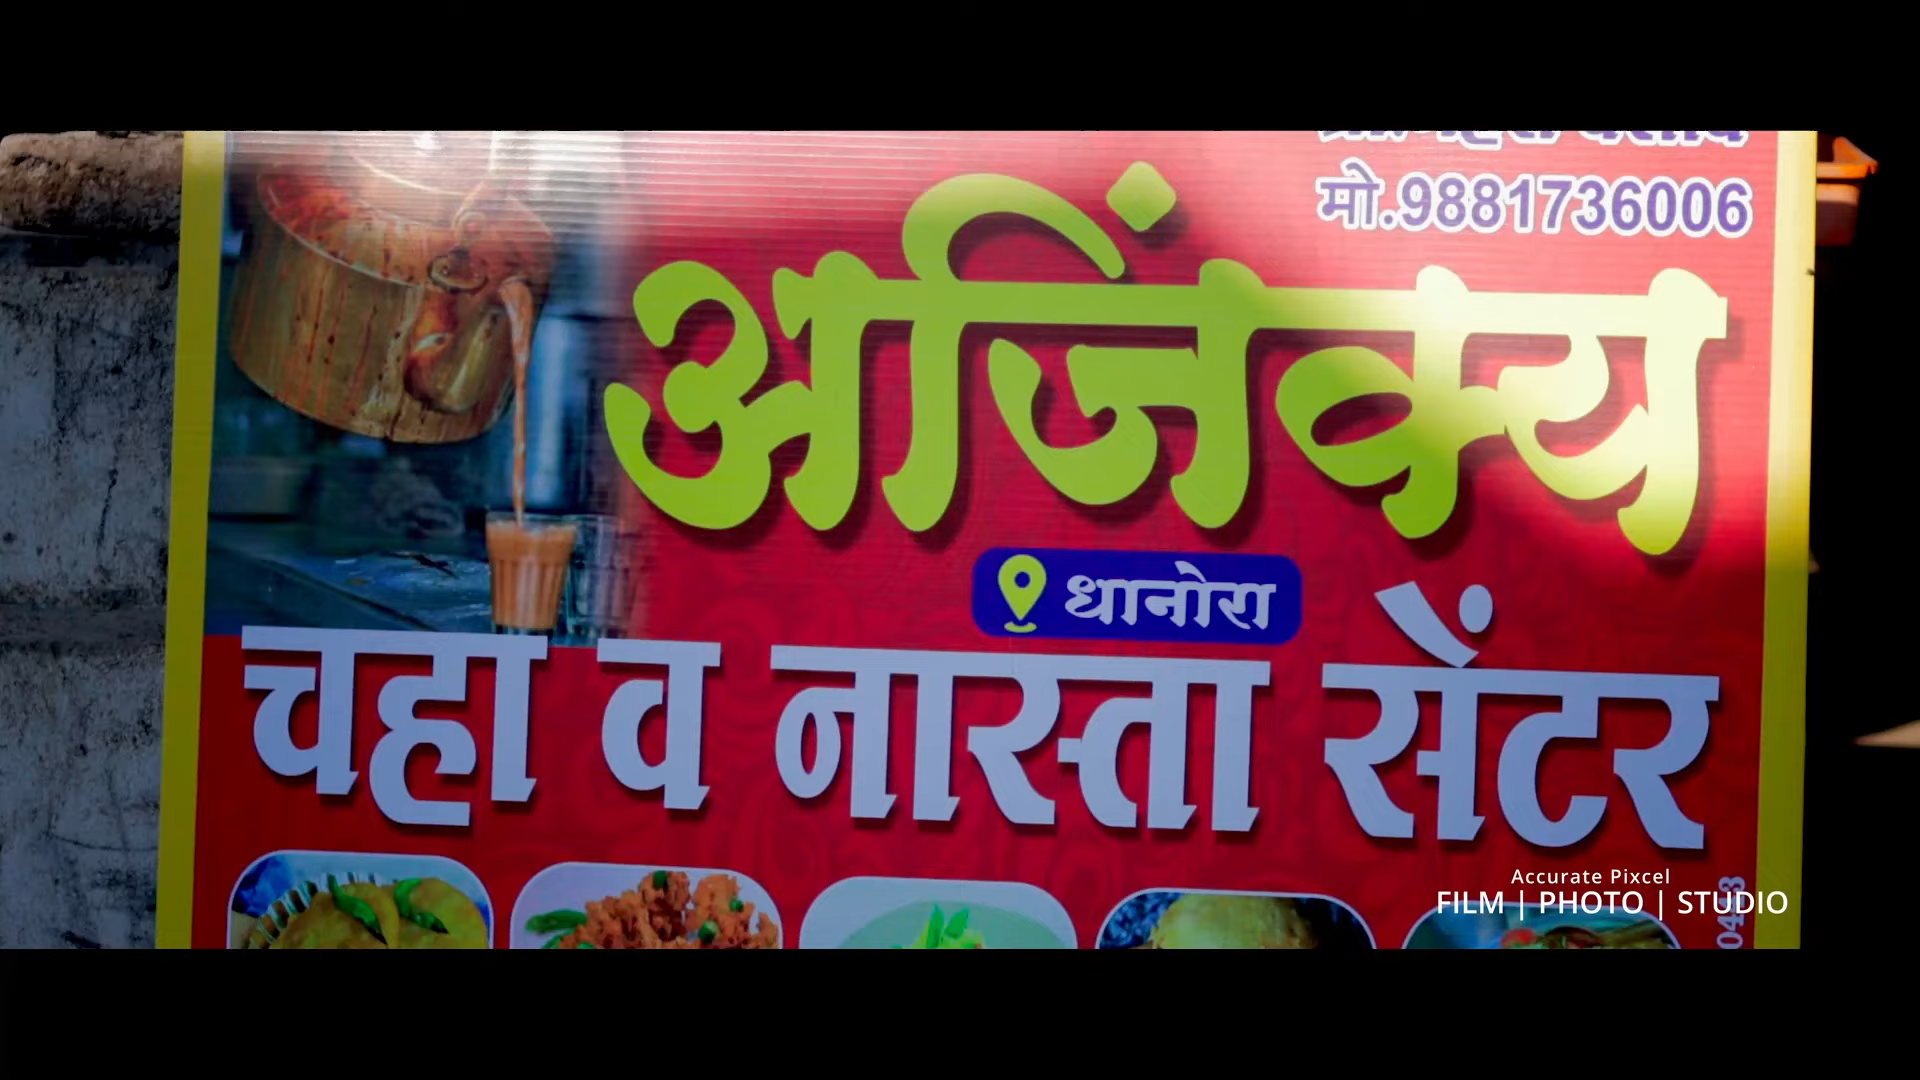 मो.9881736006
अजिंक्य
धानोरा
चहा व नास्ता सेंटर
Accurate Pixcel
FILM | PHOTO | STUDIO